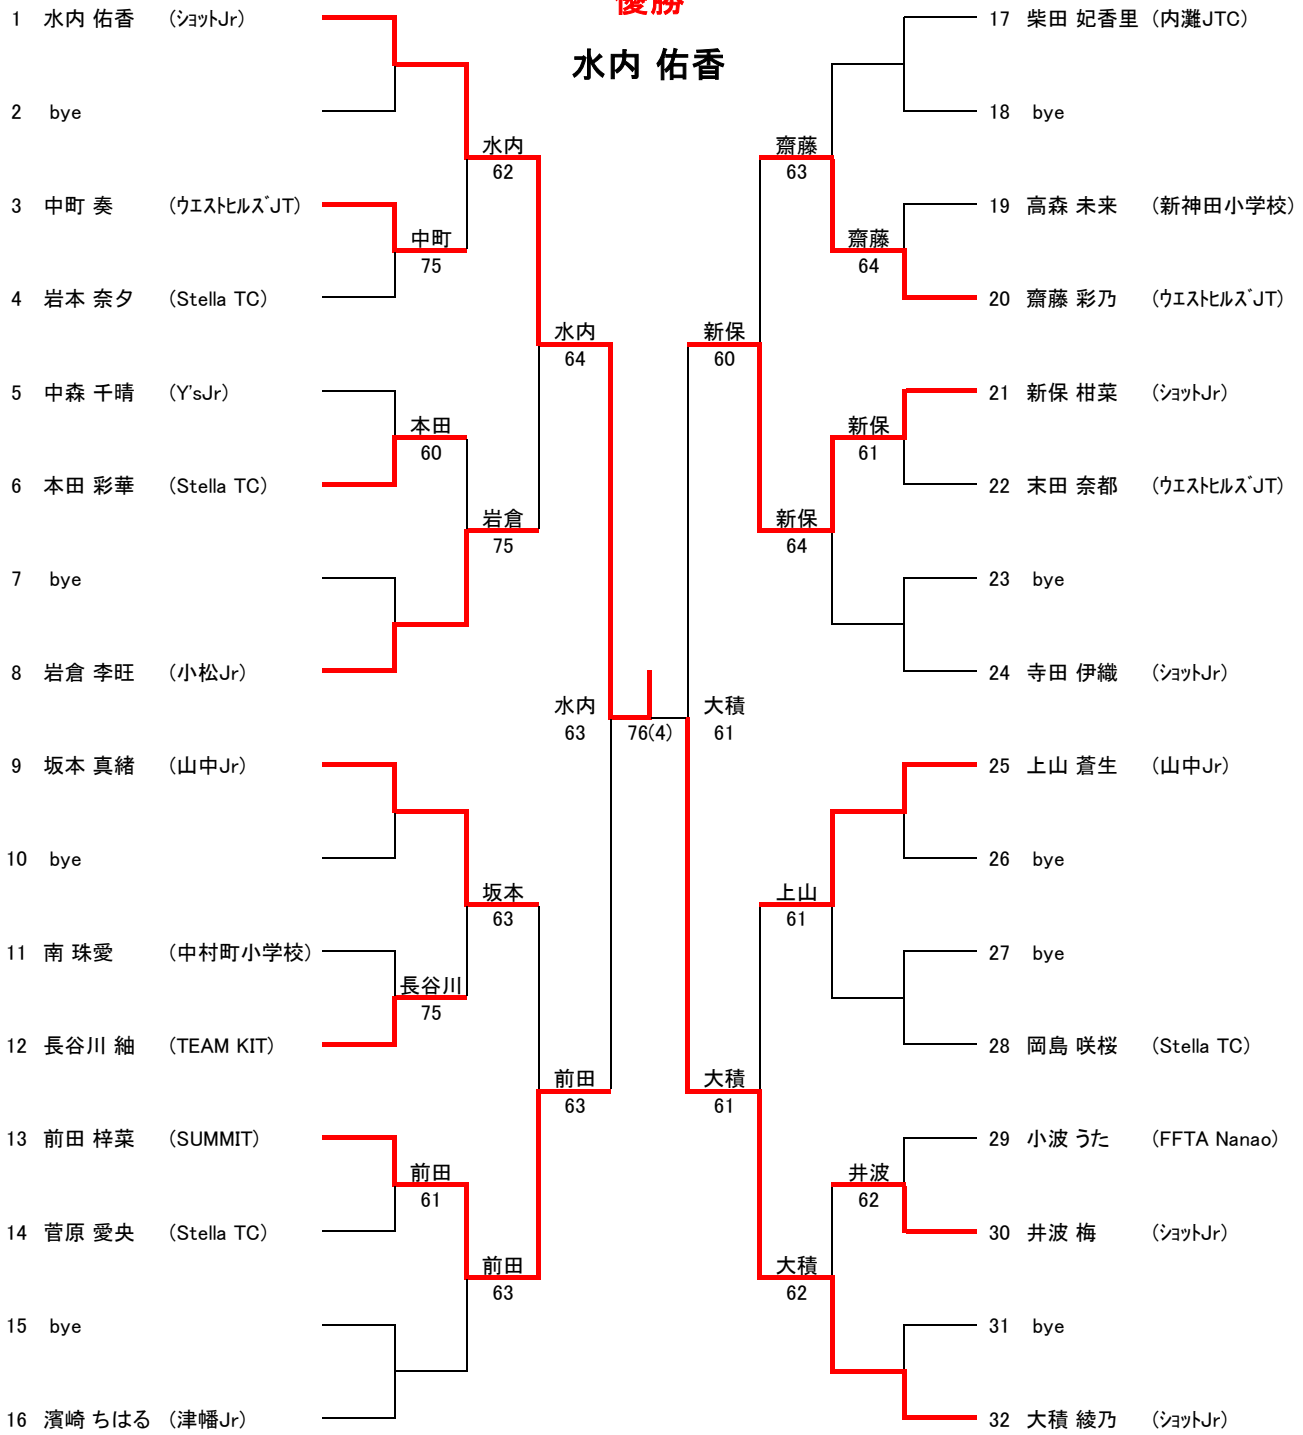 優勝
水内 佑香
1 水内 佑香 (ｼｮｯﾄJr)
2 bye
3 中町 奏 (ｳｴｽﾄﾋﾙｽﾞJT)
4 岩本 奈夕 (Stella TC)
5 中森 千晴 (Y'sJr)
6 本田 彩華 (Stella TC)
7 bye
8 岩倉 李旺 (小松Jr)
9 坂本 真緒 (山中Jr)
10 bye
11 南 珠愛 (中村町小学校)
12 長谷川 紬 (TEAM KIT)
13 前田 梓菜 (SUMMIT)
14 菅原 愛央 (Stella TC)
15 bye
16 濱崎 ちはる (津幡Jr)
中町
75
本田
60
長谷川
75
前田
61
水内
62
岩倉
75
坂本
63
前田
63
水内
64
前田
63
水内
63
76(4)
大積
61
新保
60
大積
61
齋藤
63
新保
64
上山
61
大積
62
齋藤
64
新保
61
井波
62
17 柴田 妃香里 (内灘JTC)
18 bye
19 高森 未来 (新神田小学校)
20 齋藤 彩乃 (ｳｴｽﾄﾋﾙｽﾞJT)
21 新保 柑菜 (ｼｮｯﾄJr)
22 末田 奈都 (ｳｴｽﾄﾋﾙｽﾞJT)
23 bye
24 寺田 伊織 (ｼｮｯﾄJr)
25 上山 蒼生 (山中Jr)
26 bye
27 bye
28 岡島 咲桜 (Stella TC)
29 小波 うた (FFTA Nanao)
30 井波 梅 (ｼｮｯﾄJr)
31 bye
32 大積 綾乃 (ｼｮｯﾄJr)